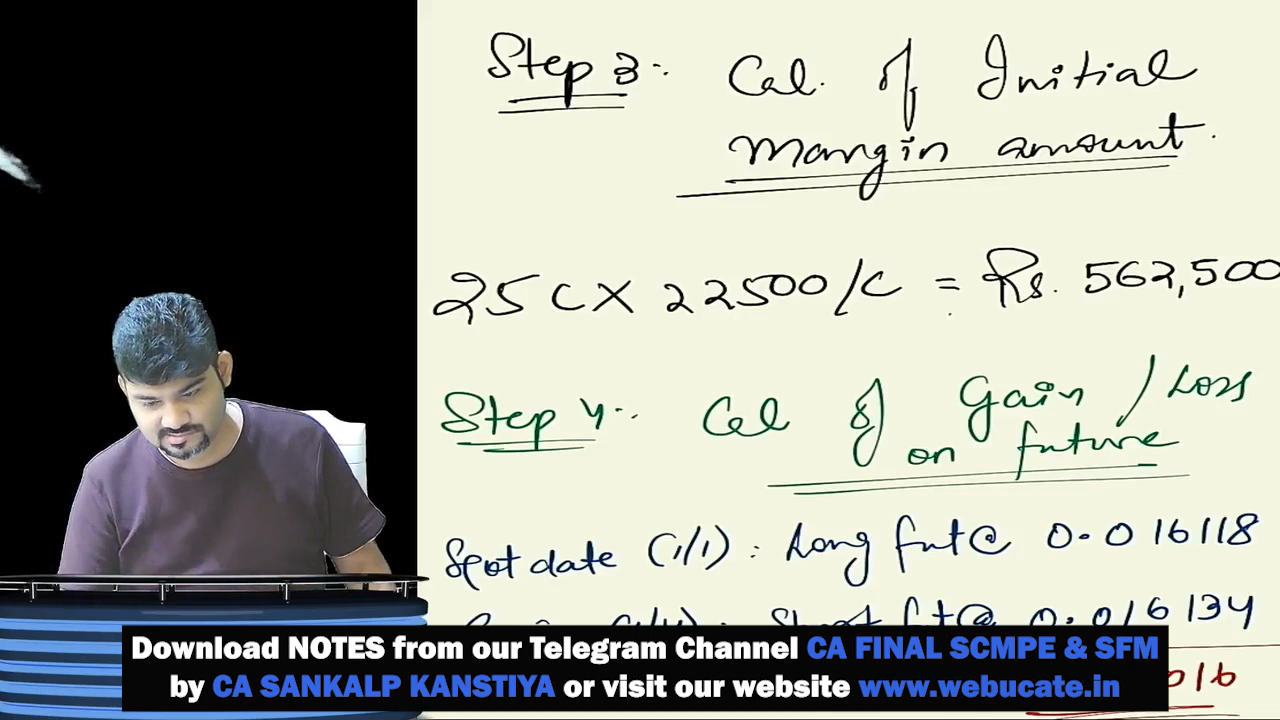 Step 3:- Cal. of Initial
Margin amount.
25 C X 22500/C = Rs. 562,500
Step 4:- Cal of Gain / Loss
on future
Spot date (1/1) : Long fut @ 0.016118
0.016134
016
Download NOTES from our Telegram Channel CA FINAL SCMPE & SFM
by CA SANKALP KANSTIYA or visit our website www.webucate.in